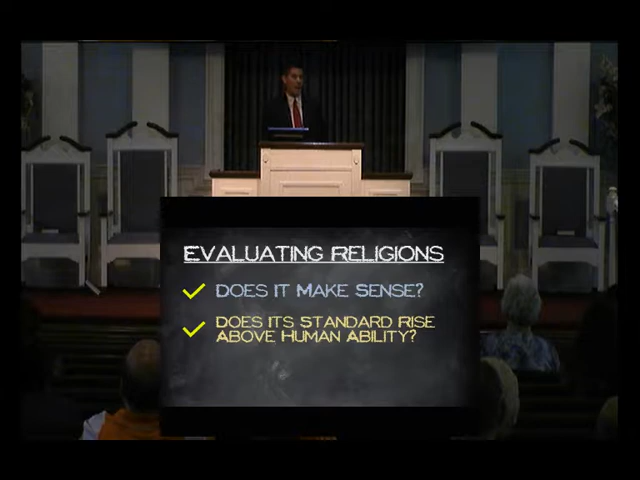 EVALUATING RELIGIONS
DOES IT MAKE SENSE?
DOES ITS STANDARD RISE
ABOVE HUMAN ABILITY?